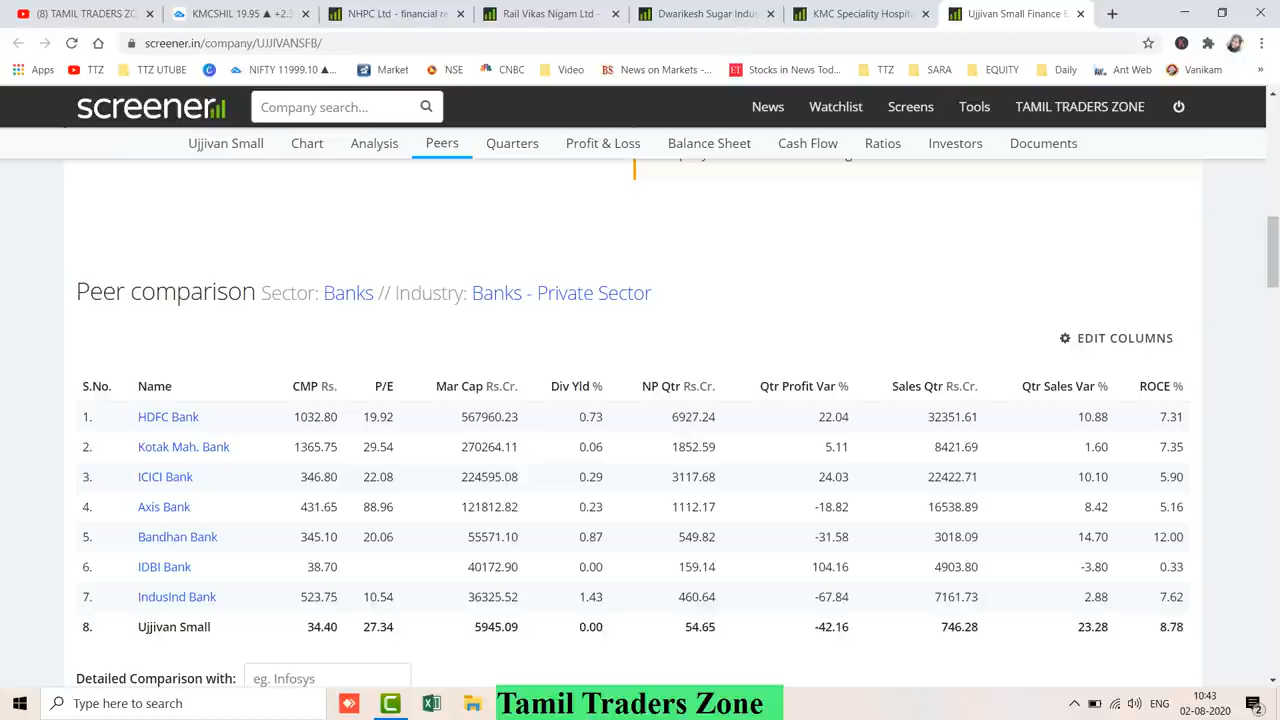 (8) TAMIL TRADERS ZO
KMCSHIL 19.95 ▲+2.3
NHPC Ltd - financial re
Rail Vikas Nigam Ltd -
Dwarikesh Sugar Indus
KMC Speciality Hospita
Ujjivan Small Finance B
screener.in/company/UJJIVANSFB/
Apps TTZ TTZ UTUBE NIFTY 11999.10 ▲... Market NSE CNBC Video News on Markets -... Stocks in News Tod... TTZ SARA EQUITY Daily Ant Web Vanikam »
screener Company search... News Watchlist Screens Tools TAMIL TRADERS ZONE
Ujjivan Small Chart Analysis Peers Quarters Profit & Loss Balance Sheet Cash Flow Ratios Investors Documents
Peer comparison Sector: Banks // Industry: Banks - Private Sector
EDIT COLUMNS
S.No. Name CMP Rs. P/E Mar Cap Rs.Cr. Div Yld % NP Qtr Rs.Cr. Qtr Profit Var % Sales Qtr Rs.Cr. Qtr Sales Var % ROCE %
1. HDFC Bank 1032.80 19.92 567960.23 0.73 6927.24 22.04 32351.61 10.88 7.31
2. Kotak Mah. Bank 1365.75 29.54 270264.11 0.06 1852.59 5.11 8421.69 1.60 7.35
3. ICICI Bank 346.80 22.08 224595.08 0.29 3117.68 24.03 22422.71 10.10 5.90
4. Axis Bank 431.65 88.96 121812.82 0.23 1112.17 -18.82 16538.89 8.42 5.16
5. Bandhan Bank 345.10 20.06 55571.10 0.87 549.82 -31.58 3018.09 14.70 12.00
6. IDBI Bank 38.70 40172.90 0.00 159.14 104.16 4903.80 -3.80 0.33
7. IndusInd Bank 523.75 10.54 36325.52 1.43 460.64 -67.84 7161.73 2.88 7.62
8. Ujjivan Small 34.40 27.34 5945.09 0.00 54.65 -42.16 746.28 23.28 8.78
Detailed Comparison with: eg. Infosys
Type here to search
Tamil Traders Zone
ENG
10:43
02-08-2020
2